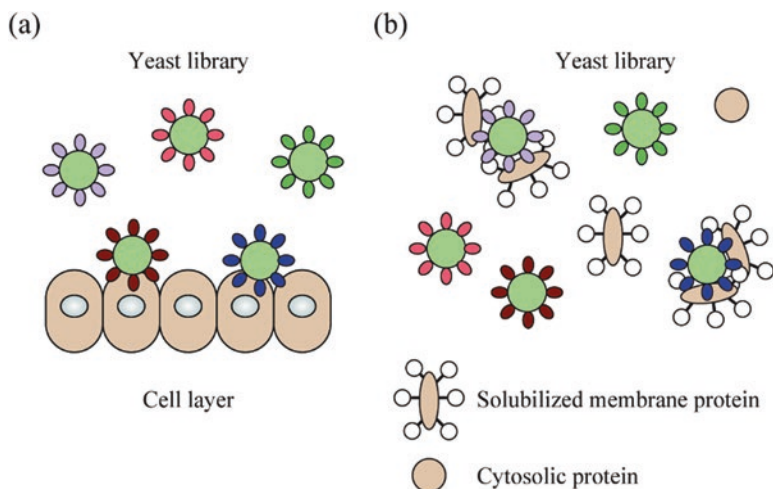 (a)
Yeast library
Cell layer
(b)
Yeast library
Solubilized membrane protein
Cytosolic protein